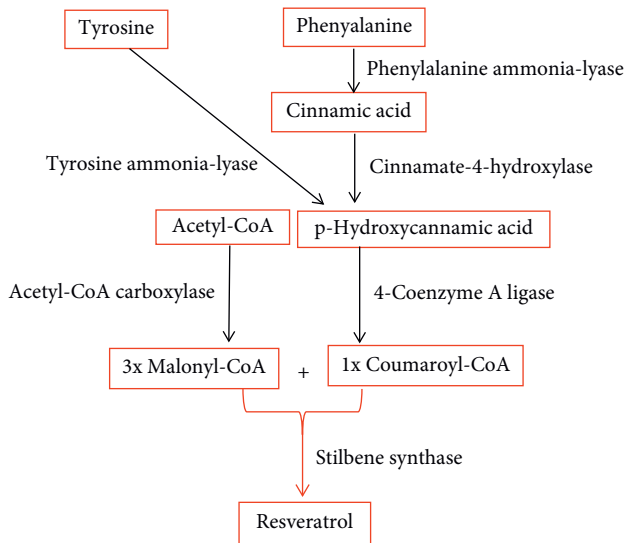 Tyrosine
Phenyalanine
Phenylalanine ammonia-lyase
Cinnamic acid
Tyrosine ammonia-lyase
Cinnamate-4-hydroxylase
Acetyl-CoA
p-Hydroxycannamic acid
Acetyl-CoA carboxylase
4-Coenzyme A ligase
3x Malonyl-CoA
+
1x Coumaroyl-CoA
Stilbene synthase
Resveratrol